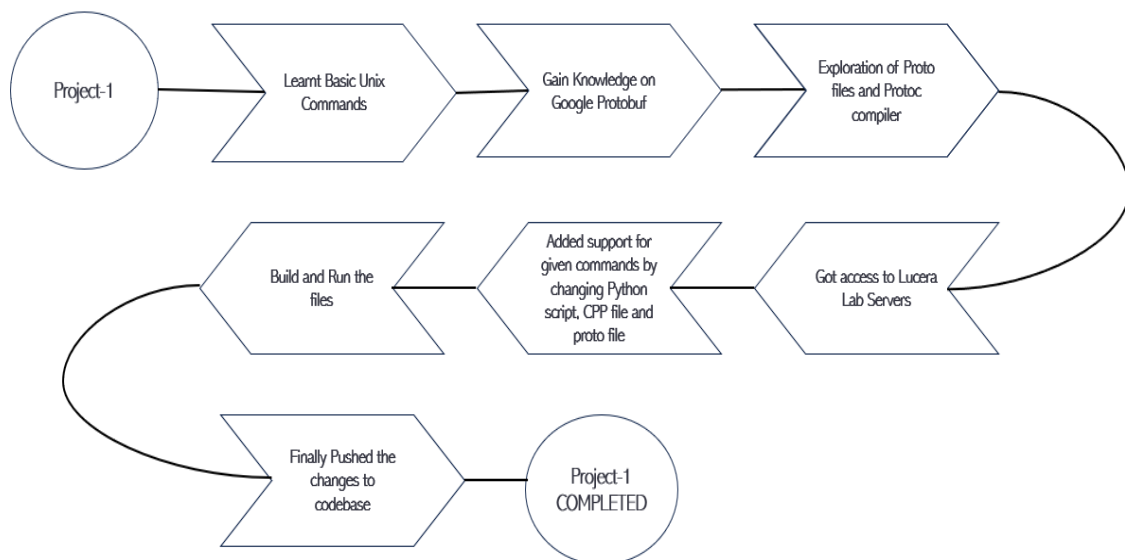 Project-1
Learnt Basic Unix
Commands
Gain Knowledge on
Google Protobuf
Exploration of Proto
files and Protoc
compiler
Got access to Lucera
Lab Servers
Added support for
given commands by
changing Python
script, CPP file and
proto file
Build and Run the
files
Finally Pushed the
changes to
codebase
Project-1
COMPLETED